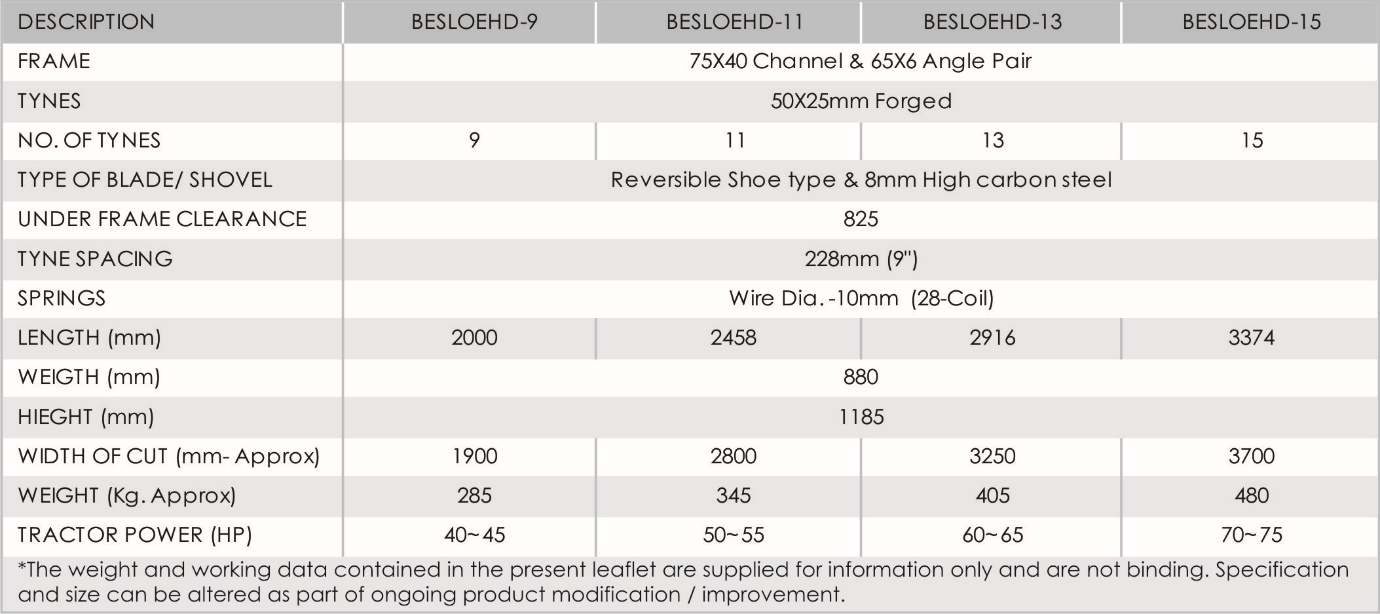 DESCRIPTION BESLOEHD-9 BESLOEHD-11 BESLOEHD-13 BESLOEHD-15
FRAME 75X40 Channel & 65X6 Angle Pair
TYNES 50X25mm Forged
NO. OF TYNES 9 11 13 15
TYPE OF BLADE/ SHOVEL Reversible Shoe type & 8mm High carbon steel
UNDER FRAME CLEARANCE 825
TYNE SPACING 228mm (9")
SPRINGS Wire Dia. -10mm (28-Coil)
LENGTH (mm) 2000 2458 2916 3374
WEIGTH (mm) 880
HIEGHT (mm) 1185
WIDTH OF CUT (mm- Approx) 1900 2800 3250 3700
WEIGHT (Kg. Approx) 285 345 405 480
TRACTOR POWER (HP) 40~45 50~55 60~65 70~75
*The weight and working data contained in the present leaflet are supplied for information only and are not binding. Specification
and size can be altered as part of ongoing product modification / improvement.